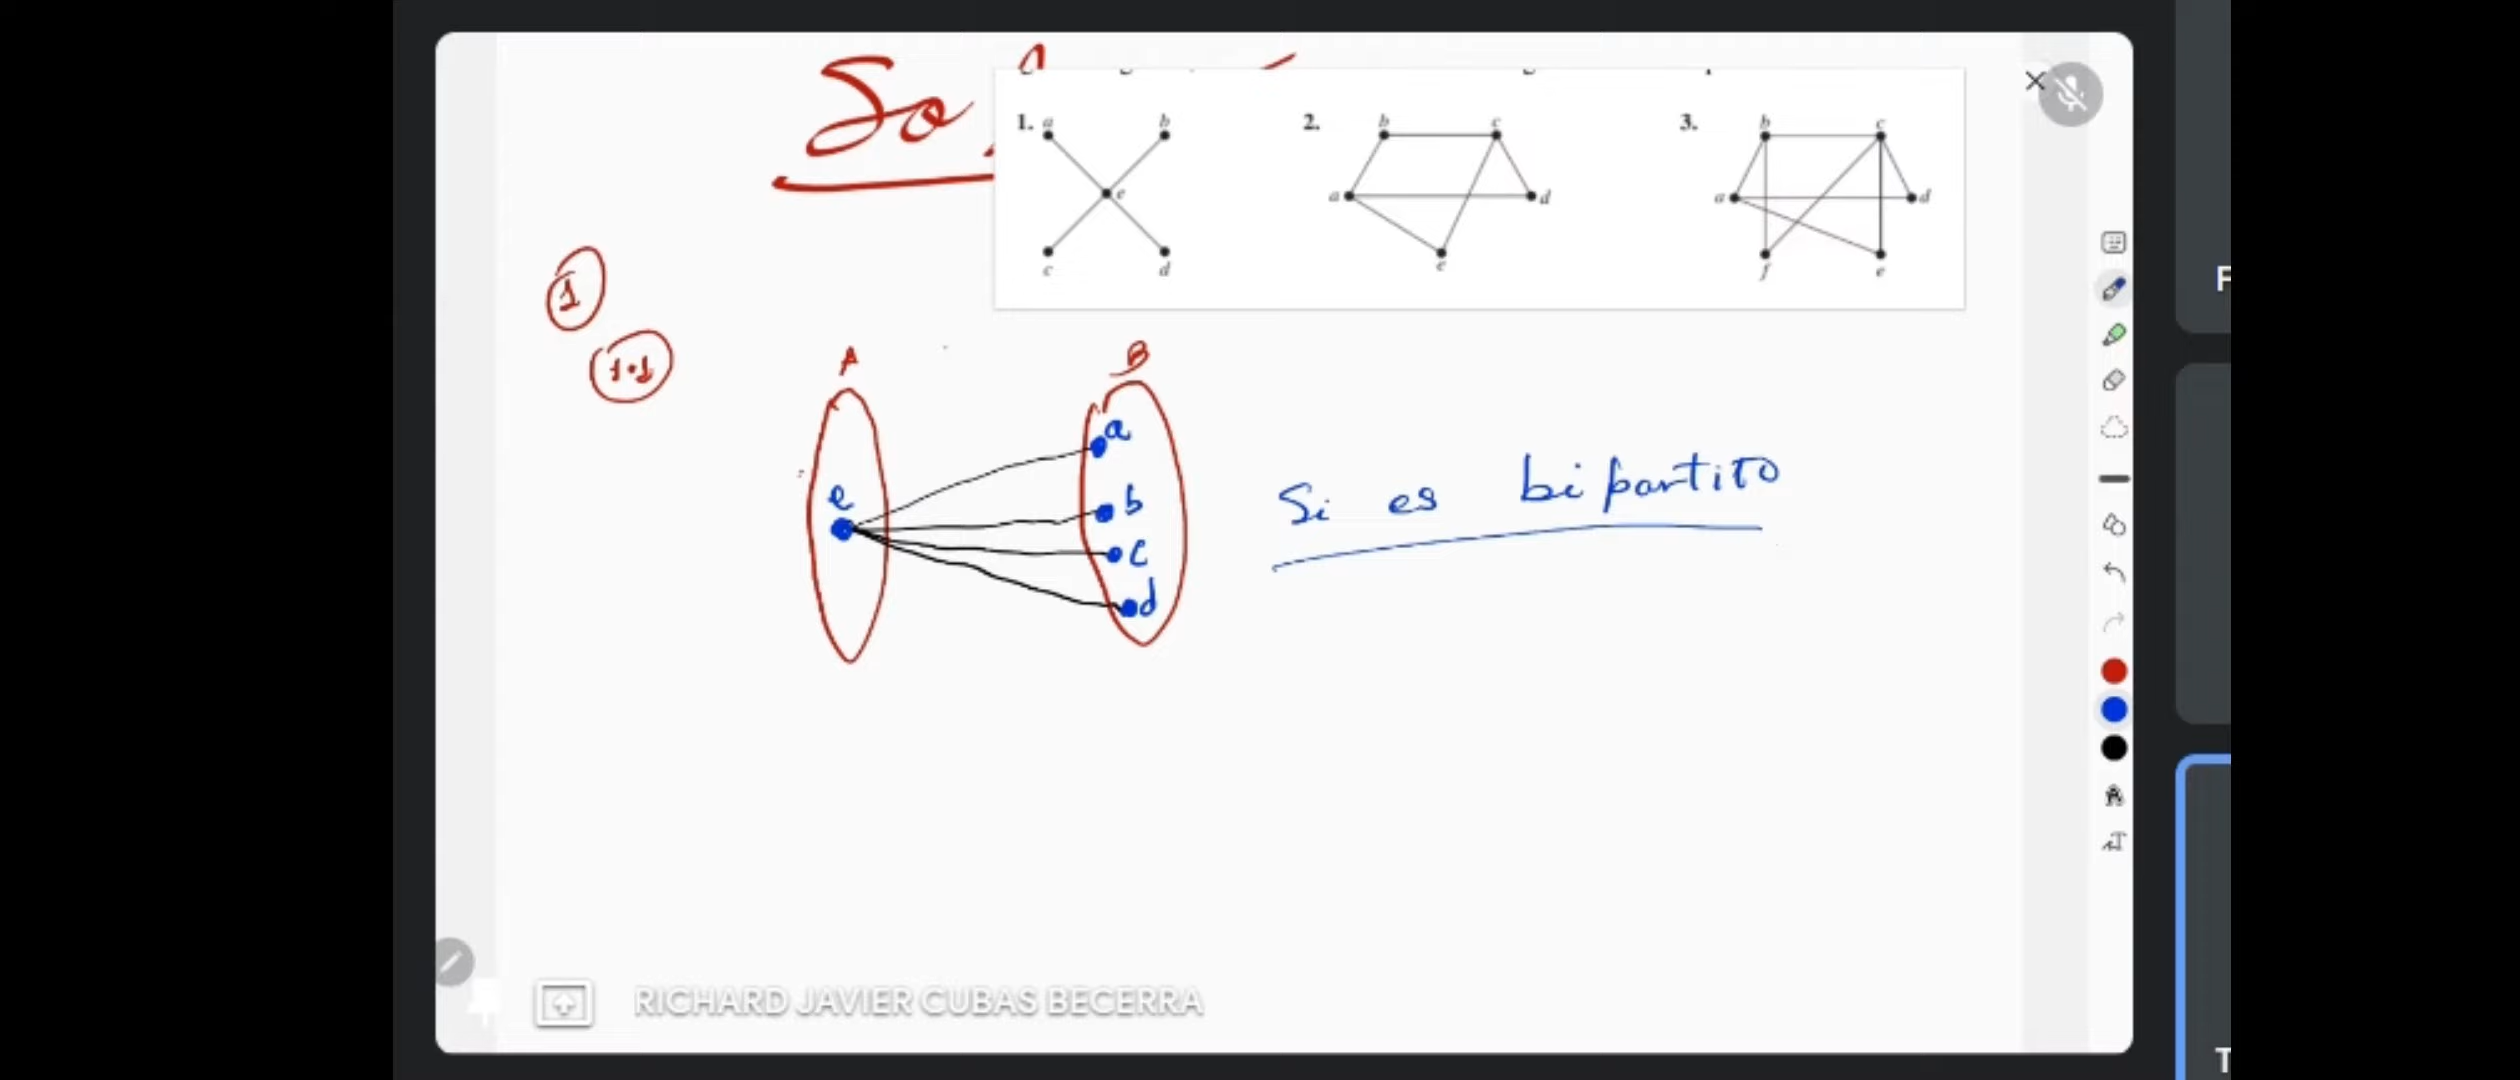 So
1. a b e c d
2. b c a d e
3. b c a d f e
1
1.1
A B
e
a
b
c
d
Si es bipartito
RICHARD JAVIER CUBAS BECERRA
F
T